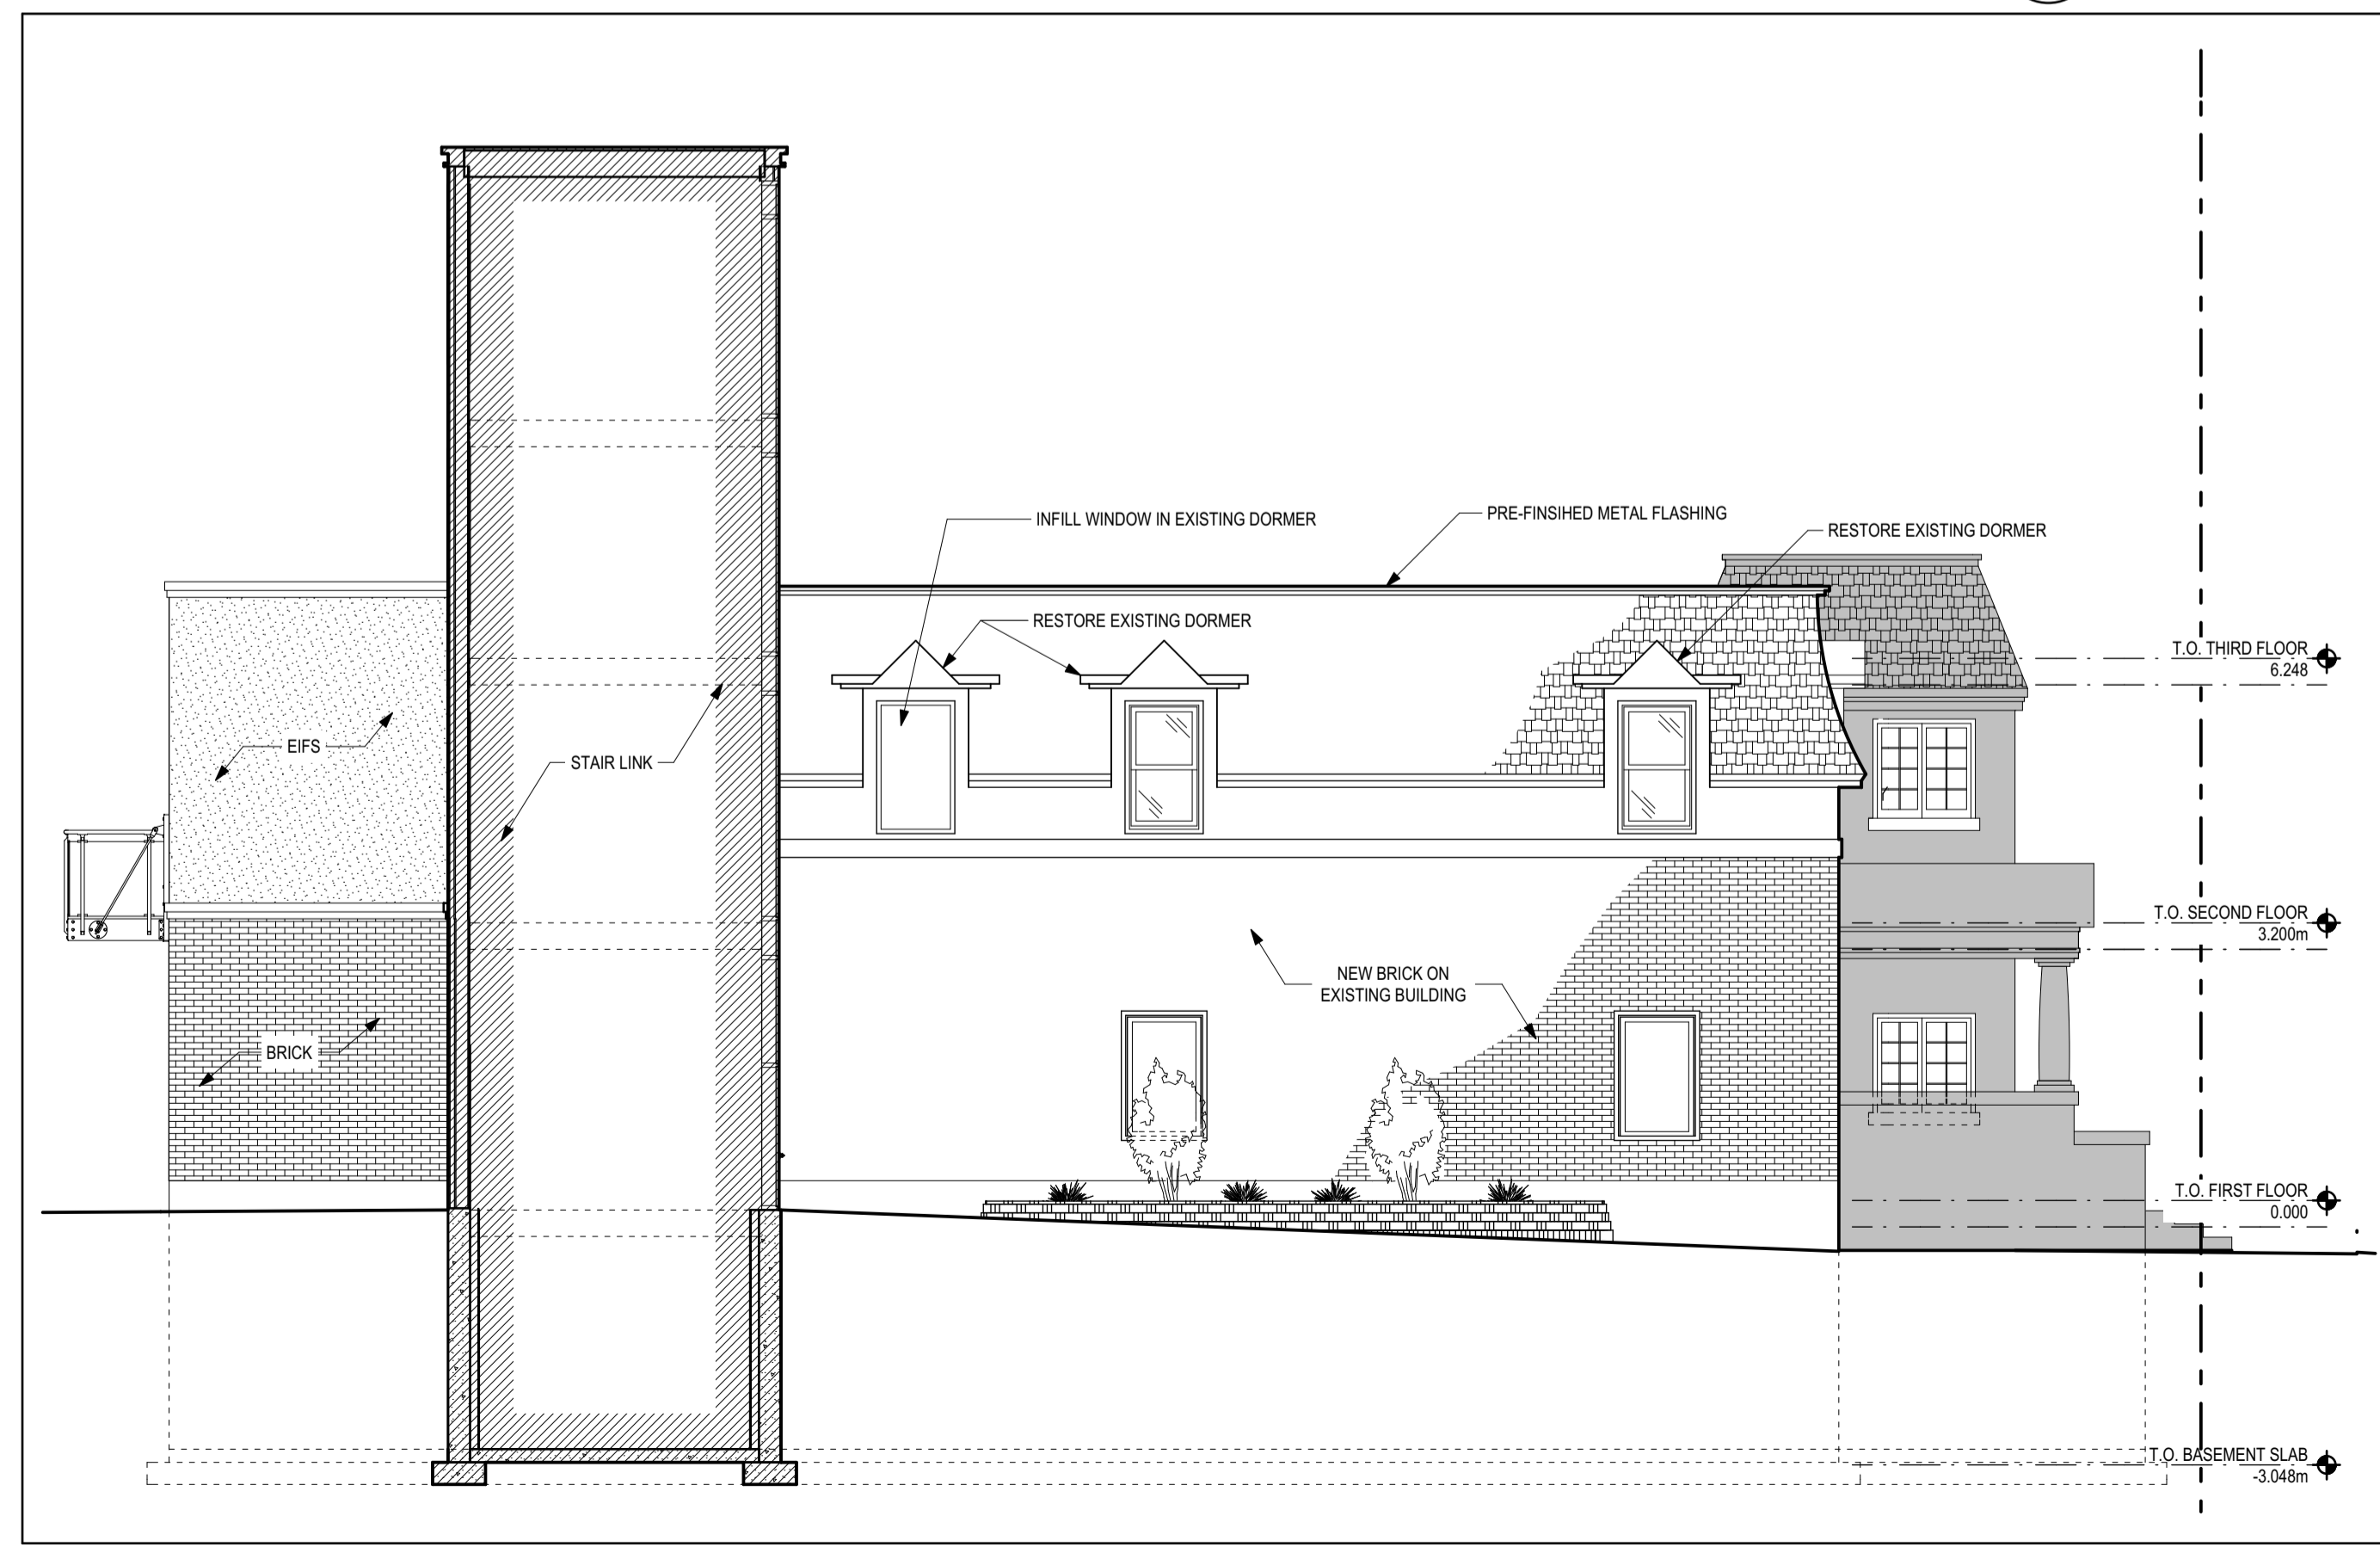 INFILL WINDOW IN EXISTING DORMER
PRE-FINSIHED METAL FLASHING
RESTORE EXISTING DORMER
RESTORE EXISTING DORMER
T.O. THIRD FLOOR
6.248
EIFS
STAIR LINK
T.O. SECOND FLOOR
3.200m
NEW BRICK ON
EXISTING BUILDING
BRICK
T.O. FIRST FLOOR
0.000
T.O. BASEMENT SLAB
-3.048m